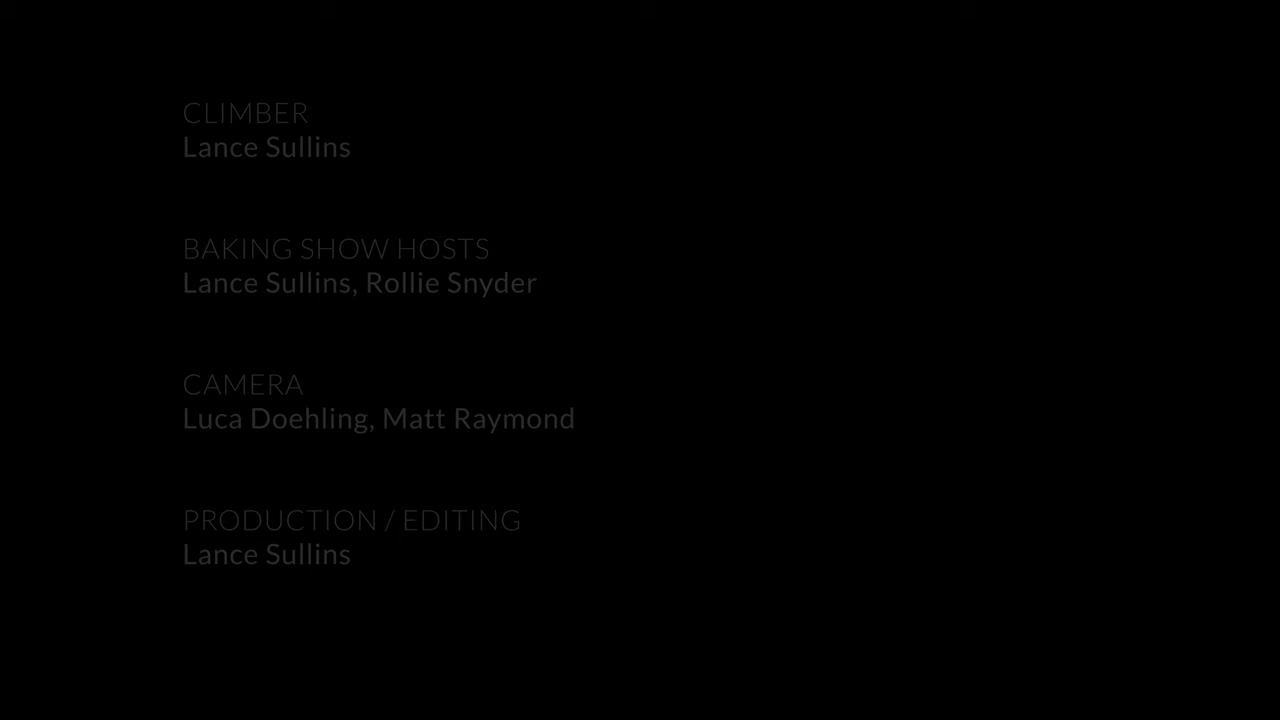 CLIMBER
Lance Sullins
BAKING SHOW HOSTS
Lance Sullins, Rollie Snyder
CAMERA
Luca Doehling, Matt Raymond
PRODUCTION / EDITING
Lance Sullins